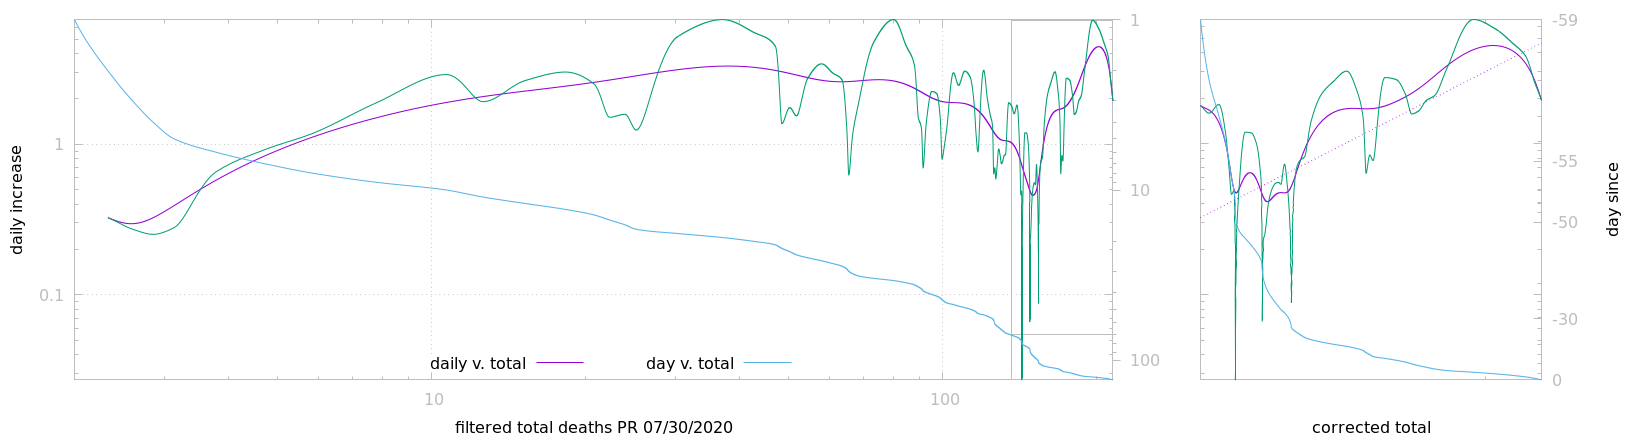 1
-59
1
daily increase
-55
day since
10
-50
0.1
-30
daily v. total
day v. total
100
0
10
100
filtered total deaths PR 07/30/2020
corrected total